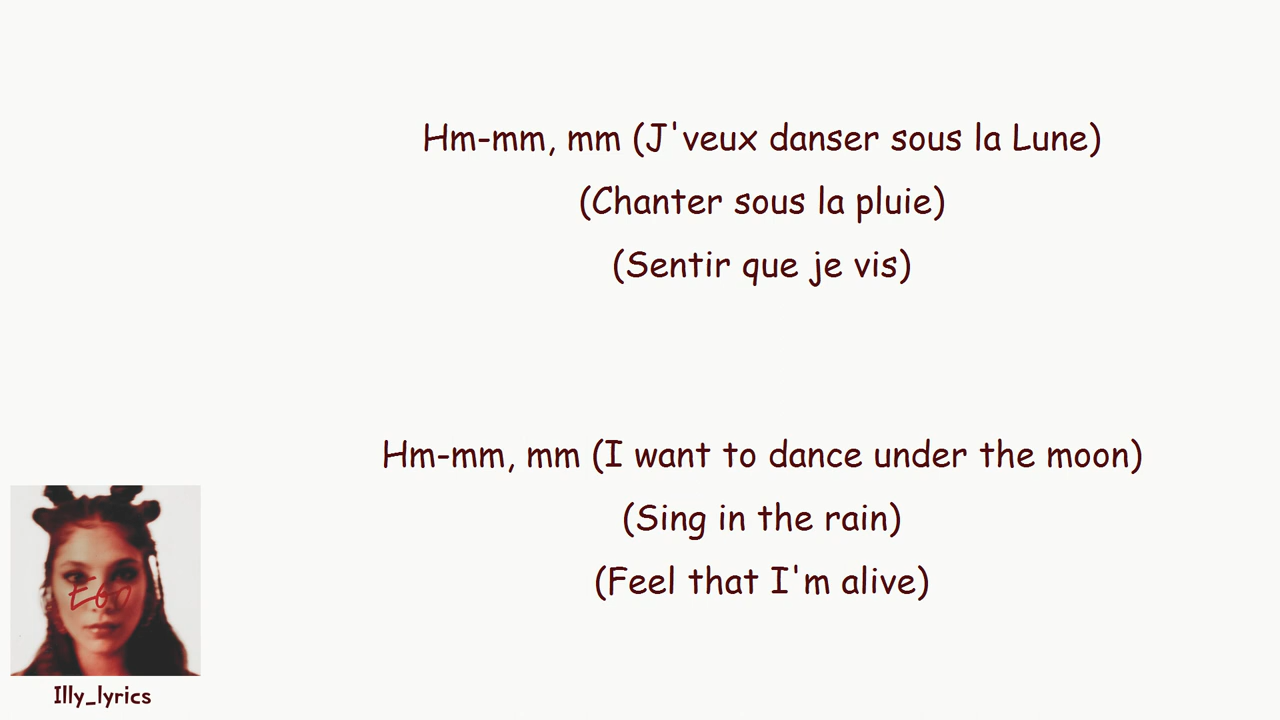 Hm-mm, mm (J'veux danser sous la Lune)
(Chanter sous la pluie)
(Sentir que je vis)
Hm-mm, mm (I want to dance under the moon)
(Sing in the rain)
(Feel that I'm alive)
EGO
Illy_lyrics